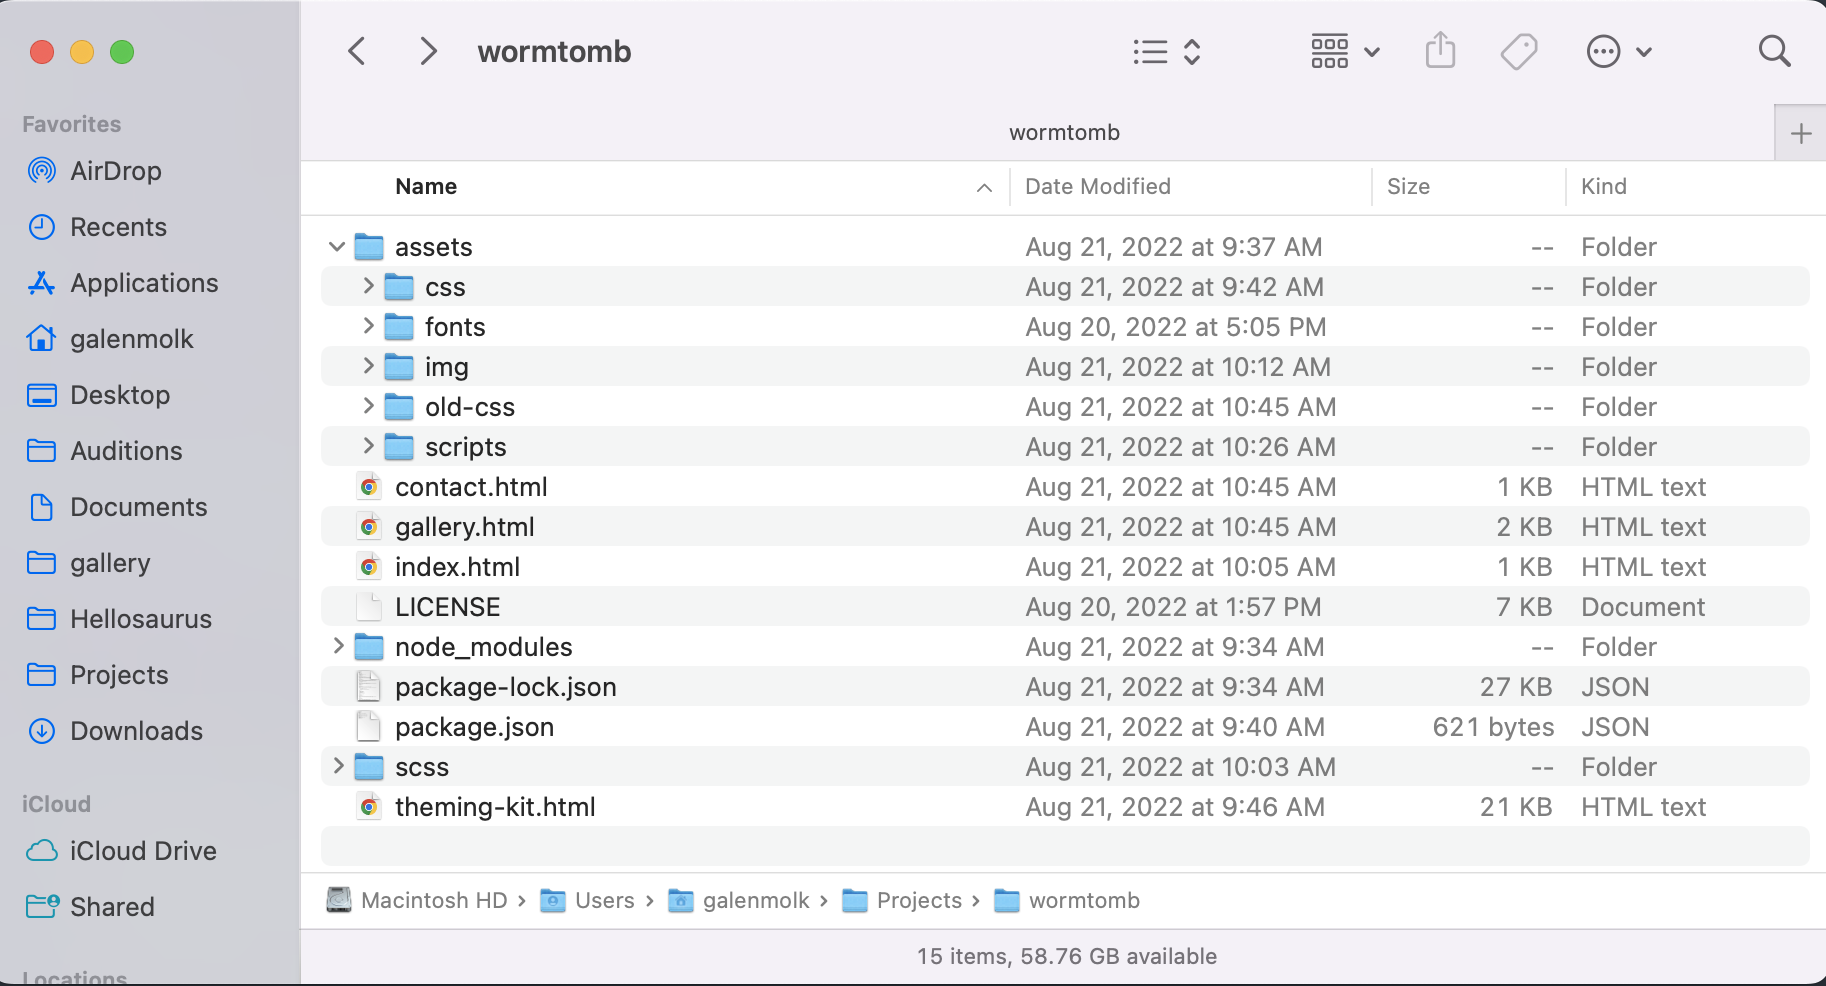 wormtomb
wormtomb
Favorites
AirDrop
Recents
Applications
galenmolk
Desktop
Auditions
Documents
gallery
Hellosaurus
Projects
Downloads
iCloud
iCloud Drive
Shared
Locations
Name Date Modified Size Kind
assets Aug 21, 2022 at 9:37 AM -- Folder
css Aug 21, 2022 at 9:42 AM -- Folder
fonts Aug 20, 2022 at 5:05 PM -- Folder
img Aug 21, 2022 at 10:12 AM -- Folder
old-css Aug 21, 2022 at 10:45 AM -- Folder
scripts Aug 21, 2022 at 10:26 AM -- Folder
contact.html Aug 21, 2022 at 10:45 AM 1 KB HTML text
gallery.html Aug 21, 2022 at 10:45 AM 2 KB HTML text
index.html Aug 21, 2022 at 10:05 AM 1 KB HTML text
LICENSE Aug 20, 2022 at 1:57 PM 7 KB Document
node_modules Aug 21, 2022 at 9:34 AM -- Folder
package-lock.json Aug 21, 2022 at 9:34 AM 27 KB JSON
package.json Aug 21, 2022 at 9:40 AM 621 bytes JSON
scss Aug 21, 2022 at 10:03 AM -- Folder
theming-kit.html Aug 21, 2022 at 9:46 AM 21 KB HTML text
Macintosh HD › Users › galenmolk › Projects › wormtomb
15 items, 58.76 GB available